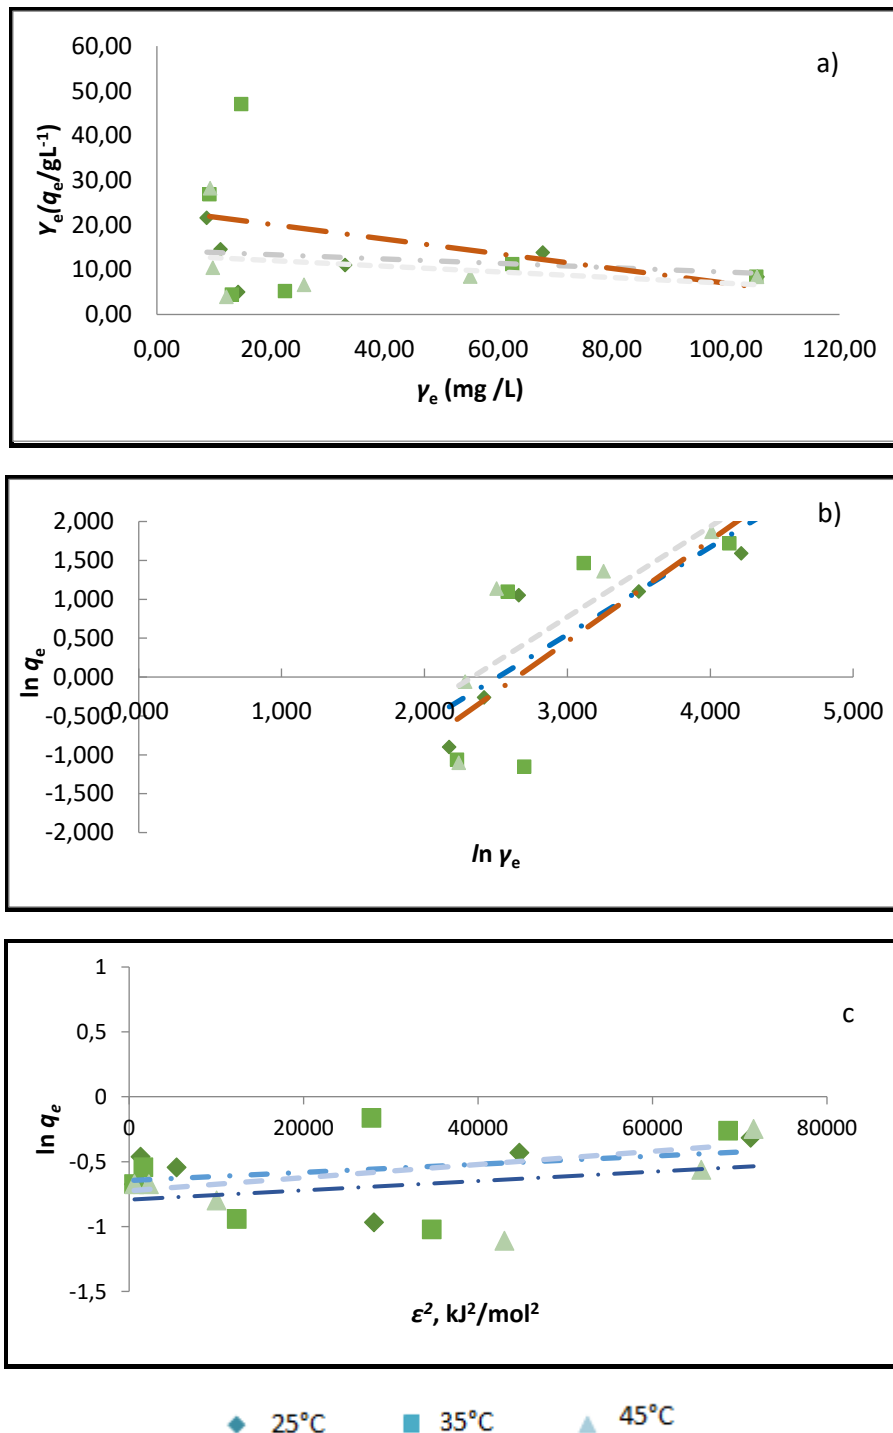 a)
60,00
50,00
40,00
30,00
20,00
10,00
0,00
Yₑ(qₑ/gL⁻¹)
0,00 20,00 40,00 60,00 80,00 100,00 120,00
γₑ (mg /L)
b)
2,000
1,500
1,000
0,500
0,000
-0,500
-1,000
-1,500
-2,000
ln qₑ
0,000 1,000 2,000 3,000 4,000 5,000
ln γₑ
c
1
0,5
0
-0,5
-1
-1,5
ln qₑ
0 20000 40000 60000 80000
ε², kJ²/mol²
25°C 35°C 45°C